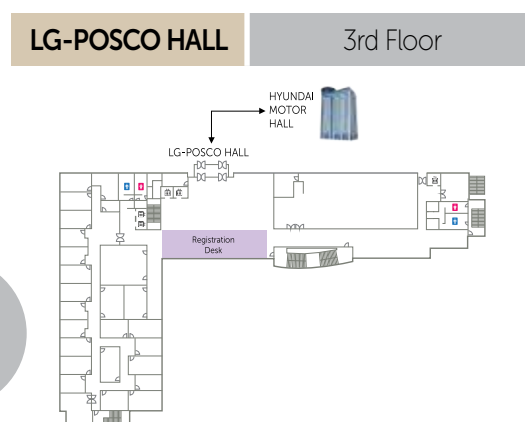 LG-POSCO HALL
3rd Floor
HYUNDAI
MOTOR
HALL
LG-POSCO HALL
Registration
Desk